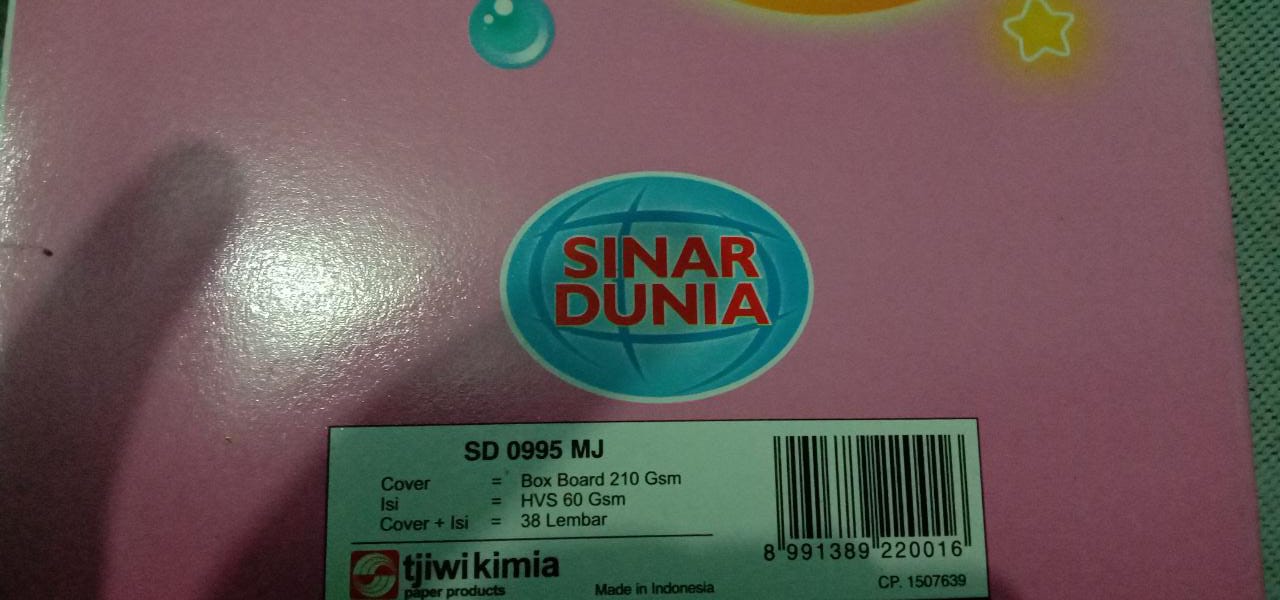 SINAR
DUNIA
SD 0995 MJ
Cover = Box Board 210 Gsm
Isi = HVS 60 Gsm
Cover + Isi = 38 Lembar
tjiwi kimia
paper products
Made in Indonesia
8 991389 220016
CP. 1507639